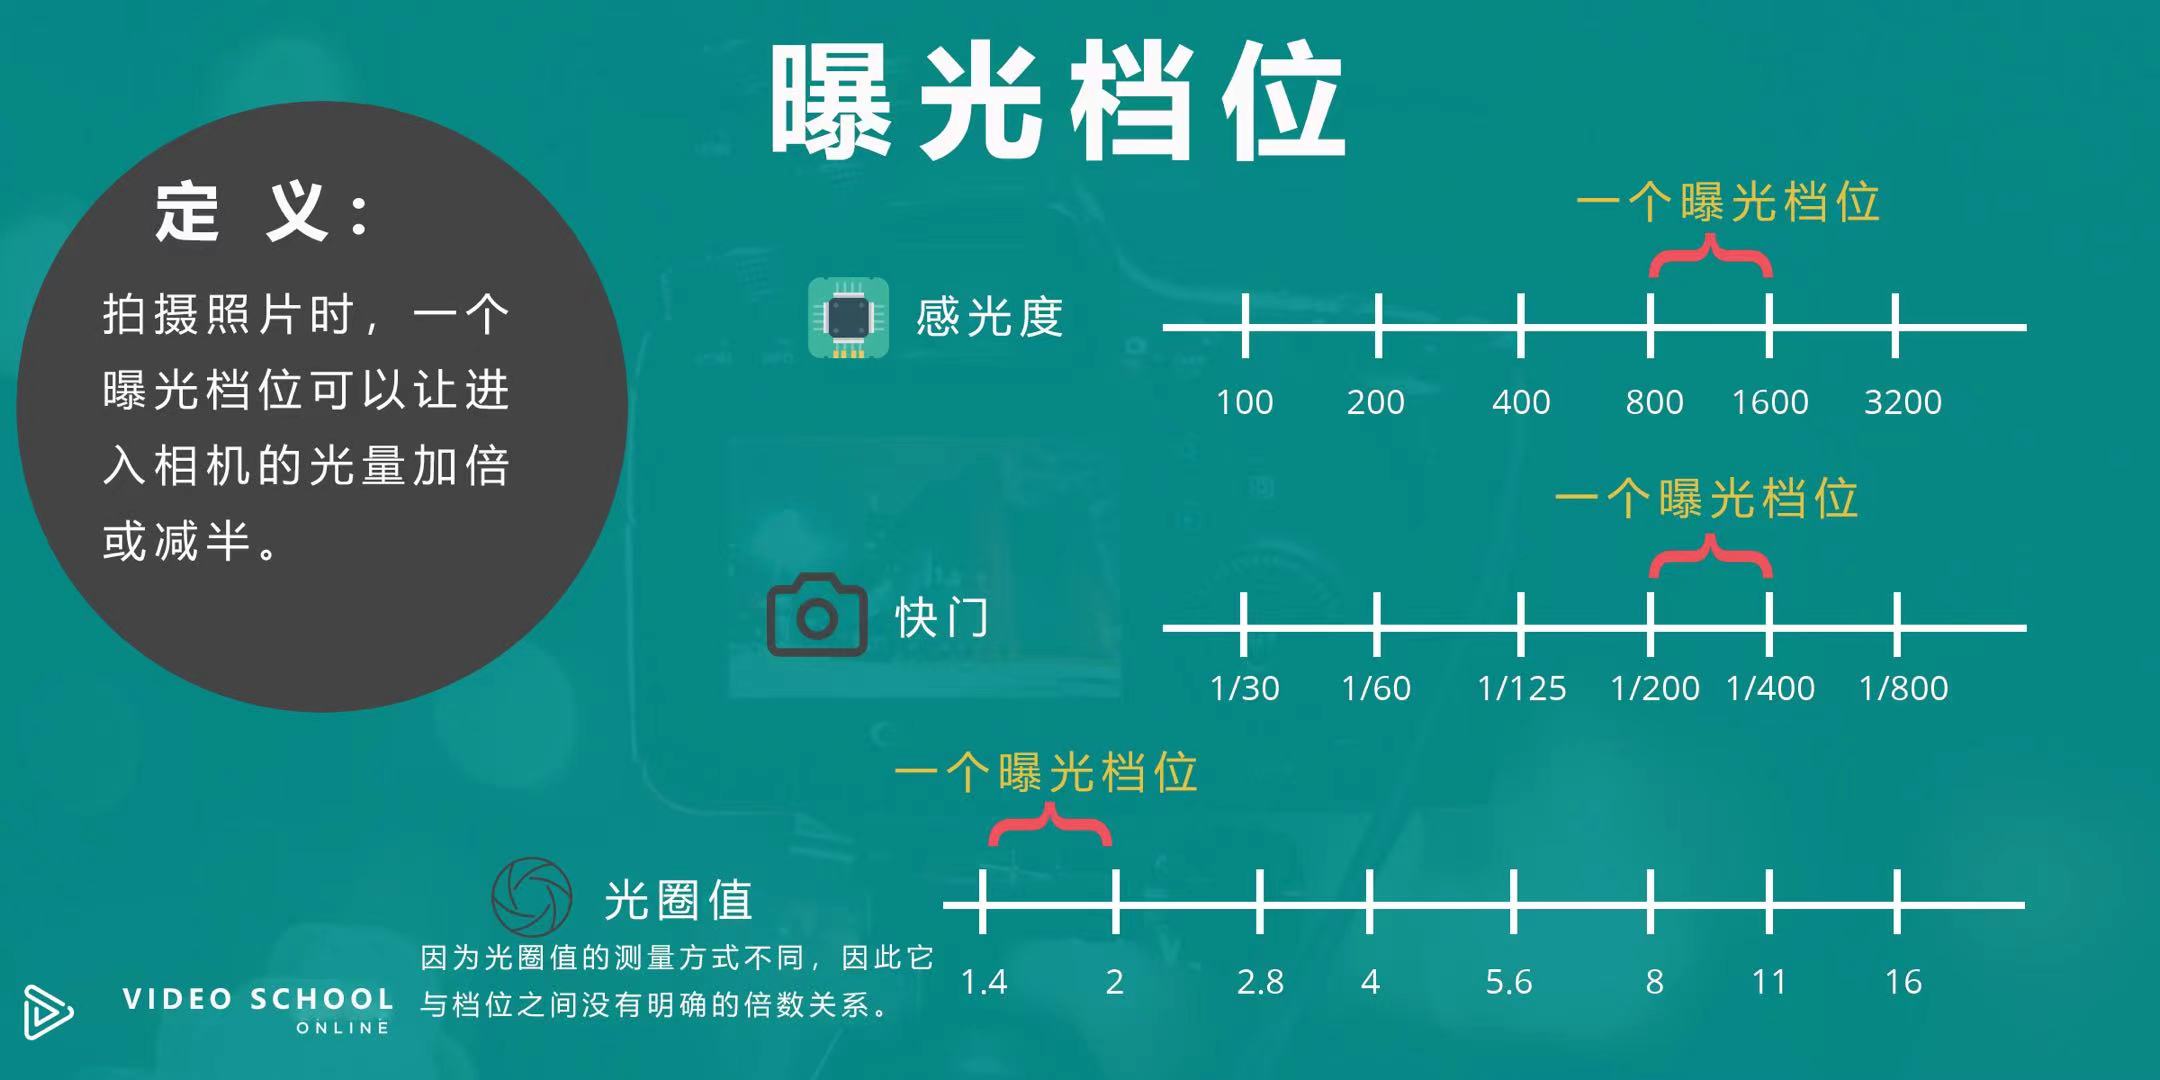 曝光档位
定 义：
拍摄照片时，一个
曝光档位可以让进
入相机的光量加倍
或减半。
一个曝光档位
感光度
100 200 400 800 1600 3200
一个曝光档位
快门
1/30 1/60 1/125 1/200 1/400 1/800
一个曝光档位
光圈值
因为光圈值的测量方式不同，因此它
与档位之间没有明确的倍数关系。
1.4 2 2.8 4 5.6 8 11 16
VIDEO SCHOOL
ONLINE